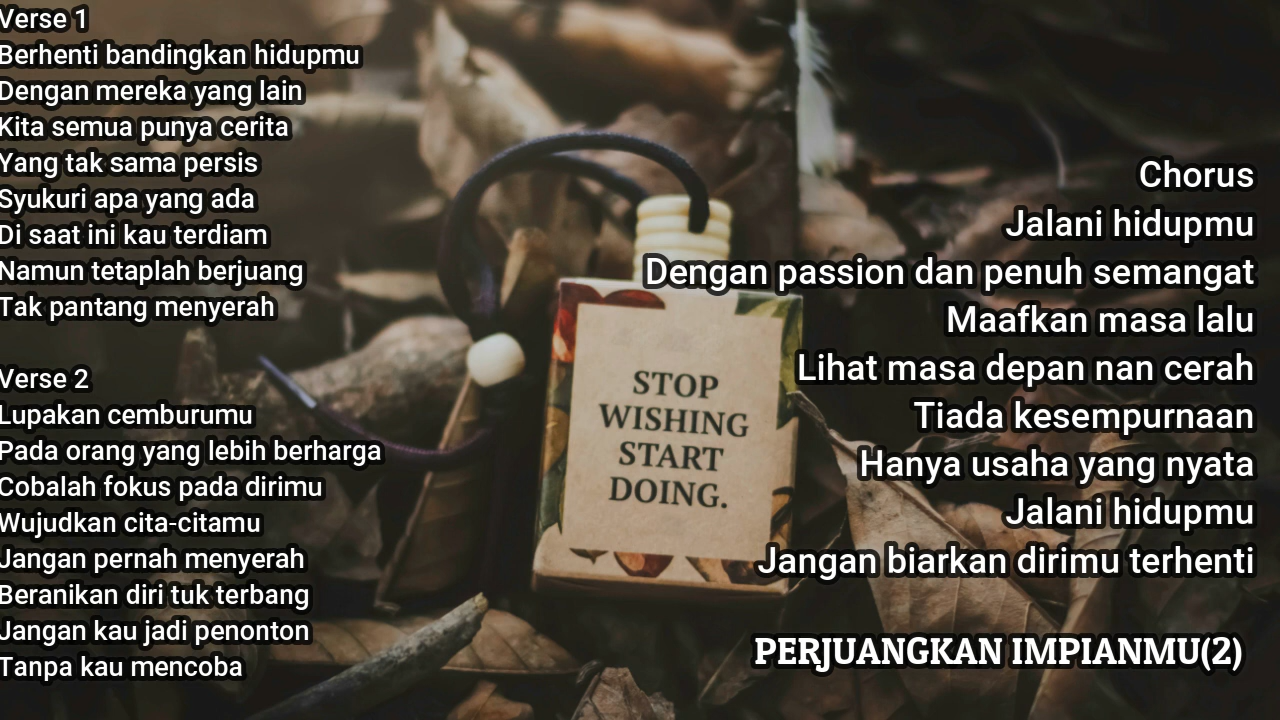 Verse 1
Berhenti bandingkan hidupmu
Dengan mereka yang lain
Kita semua punya cerita
Yang tak sama persis
Syukuri apa yang ada
Di saat ini kau terdiam
Namun tetaplah berjuang
Tak pantang menyerah
Verse 2
Lupakan cemburumu
Pada orang yang lebih berharga
Cobalah fokus pada dirimu
Wujudkan cita-citamu
Jangan pernah menyerah
Beranikan diri tuk terbang
Jangan kau jadi penonton
Tanpa kau mencoba
STOP
WISHING
START
DOING.
Chorus
Jalani hidupmu
Dengan passion dan penuh semangat
Maafkan masa lalu
Lihat masa depan nan cerah
Tiada kesempurnaan
Hanya usaha yang nyata
Jalani hidupmu
Jangan biarkan dirimu terhenti
PERJUANGKAN IMPIANMU(2)